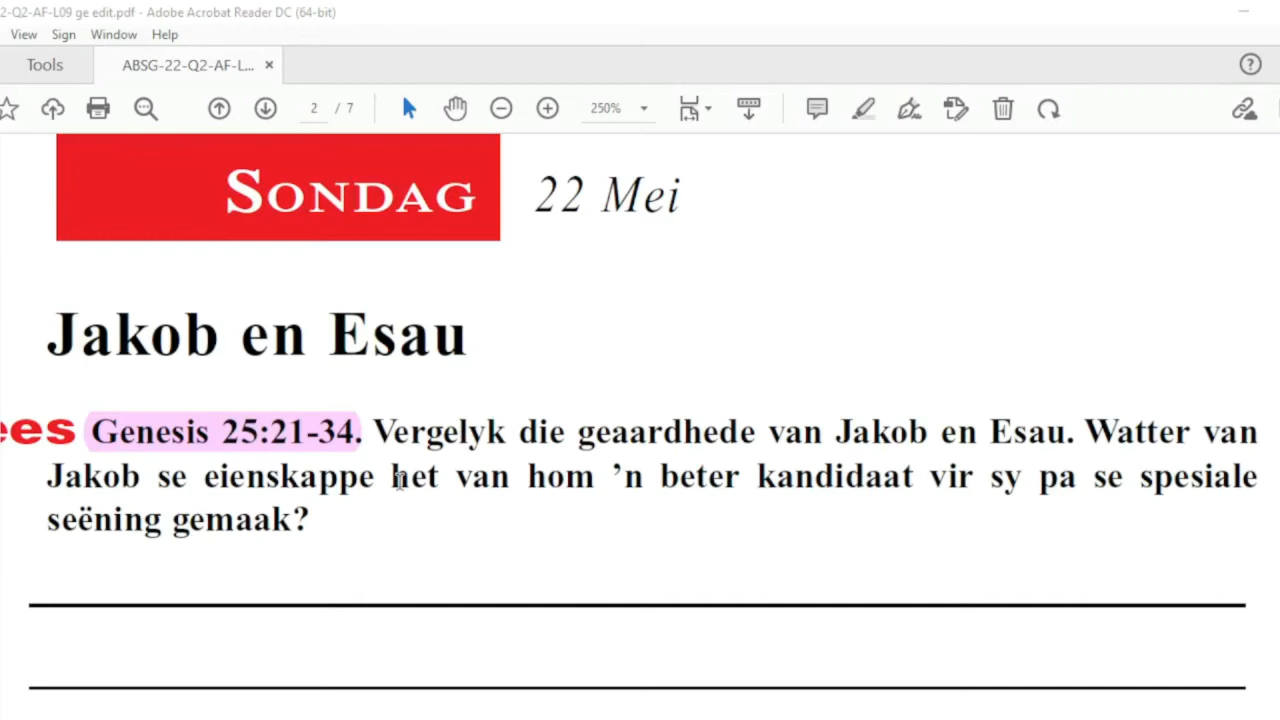 2-Q2-AF-L09 ge edit.pdf - Adobe Acrobat Reader DC (64-bit)
View Sign Window Help
Tools ABSG-22-Q2-AF-L... ×
2 / 7 250%
SONDAG 22 Mei
Jakob en Esau
ees Genesis 25:21-34. Vergelyk die geaardhede van Jakob en Esau. Watter van
Jakob se eienskappe het van hom ’n beter kandidaat vir sy pa se spesiale
seëning gemaak?